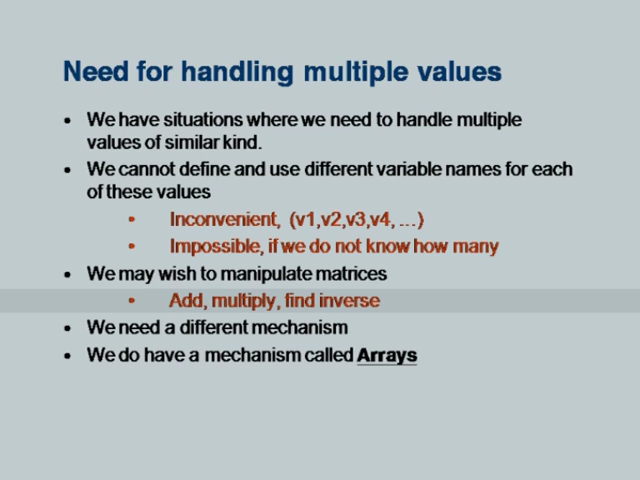 Need for handling multiple values
• We have situations where we need to handle multiple
values of similar kind.
• We cannot define and use different variable names for each
of these values
• Inconvenient, (v1,v2,v3,v4, …)
• Impossible, if we do not know how many
• We may wish to manipulate matrices
• Add, multiply, find inverse
• We need a different mechanism
• We do have a mechanism called Arrays